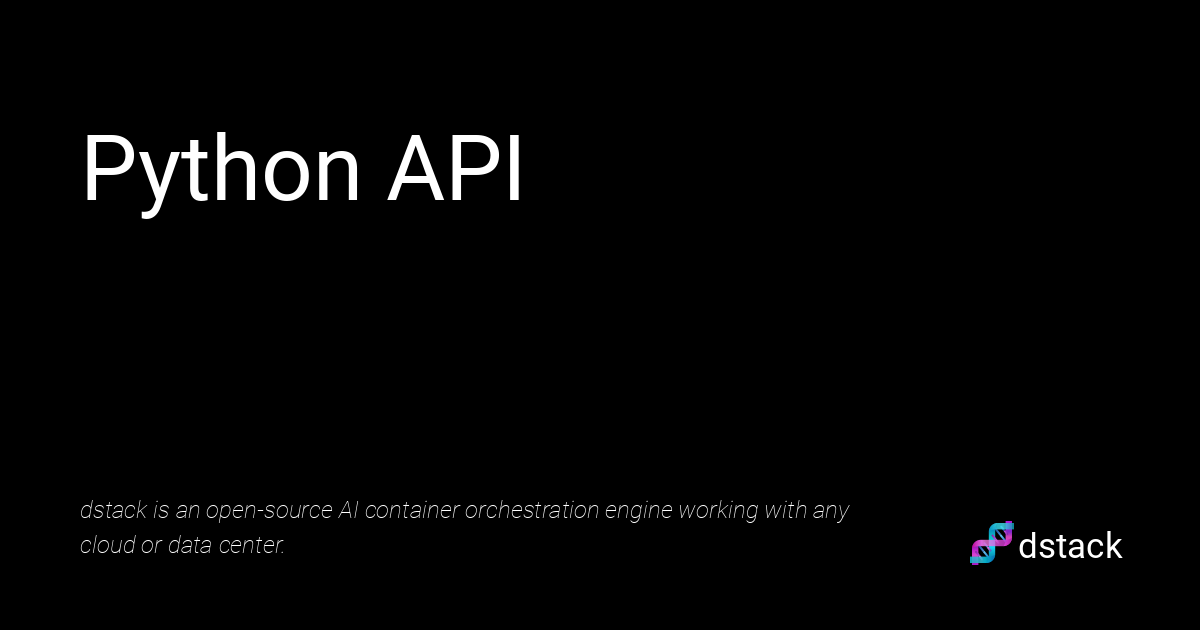 Python API
dstack is an open-source AI container orchestration engine working with any
cloud or data center.
dstack